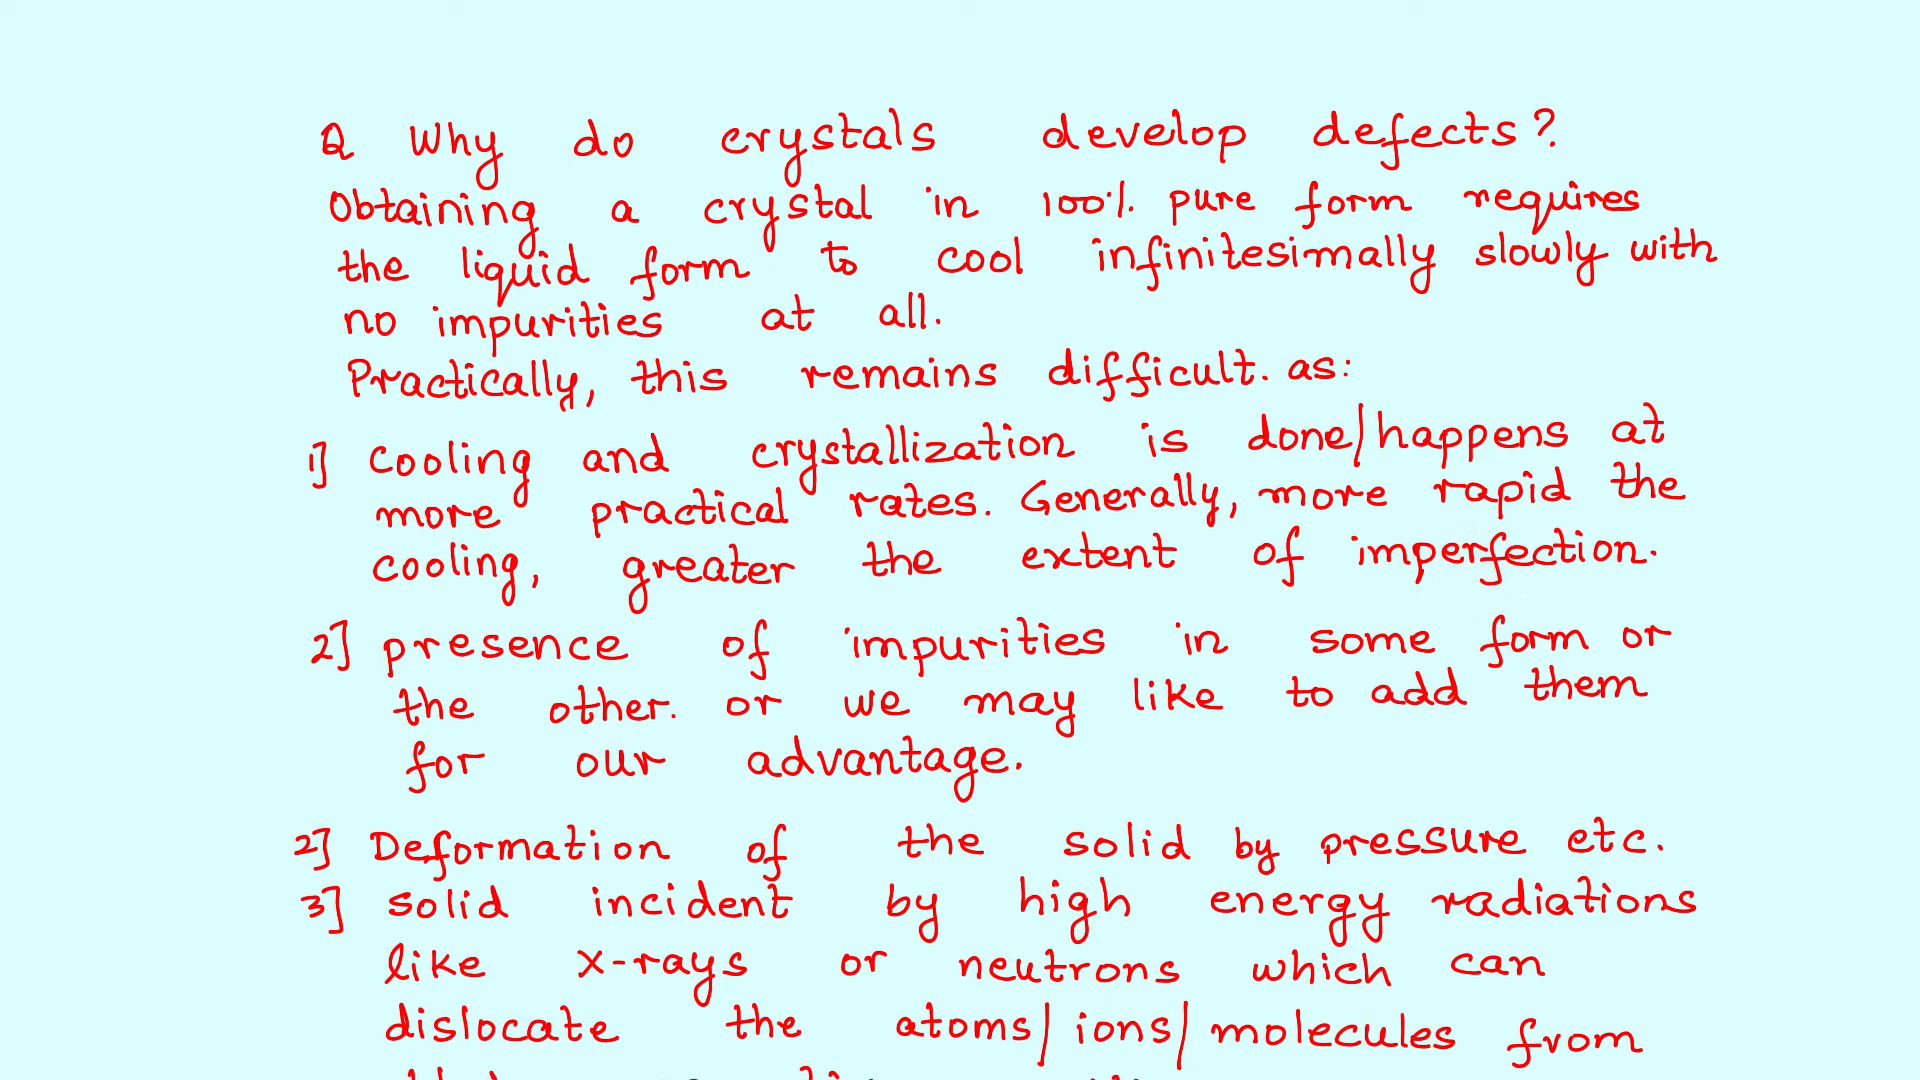 Q Why do crystals develop defects?
Obtaining a crystal in 100% pure form requires
the liquid form to cool infinitesimally slowly with
no impurities at all.
Practically, this remains difficult. as:
1] Cooling and crystallization is done/happens at
more practical rates. Generally, more rapid the
cooling, greater the extent of imperfection.
2] presence of impurities in some form or
the other. or we may like to add them
for our advantage.
2] Deformation of the solid by pressure etc.
3] solid incident by high energy radiations
like X-rays or neutrons which can
dislocate the atoms/ions/molecules from